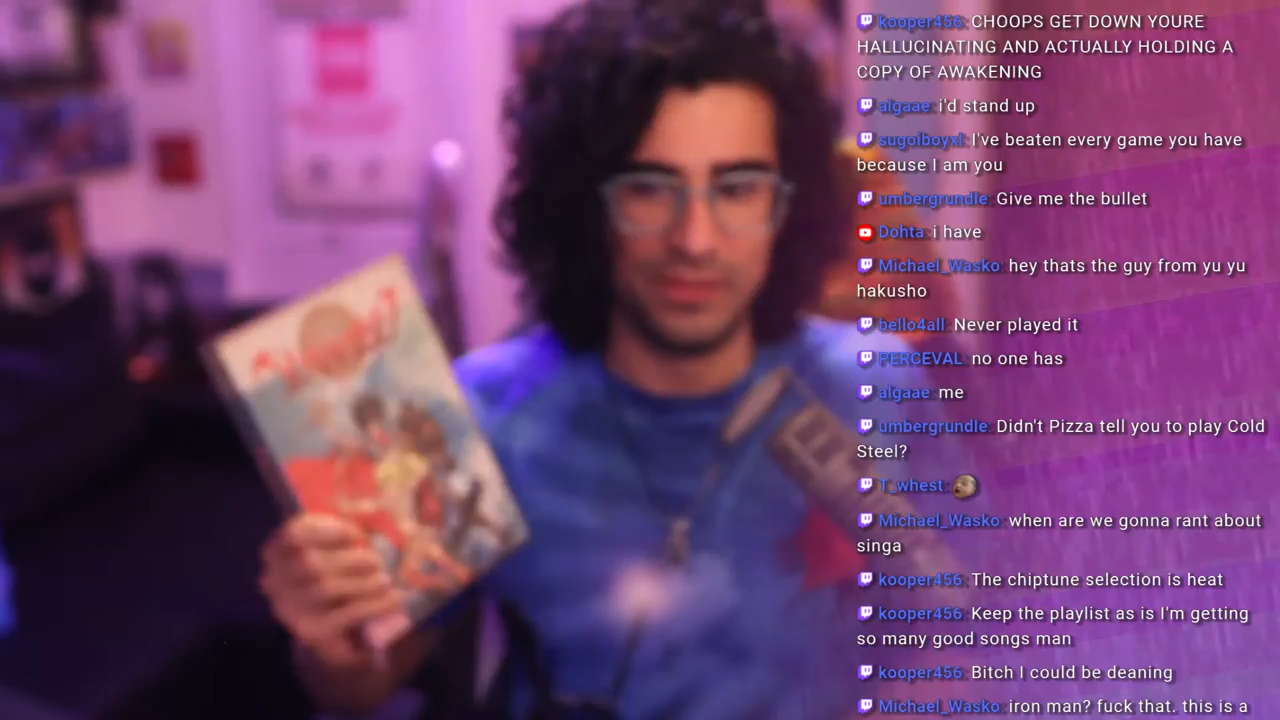 kooper456: CHOOPS GET DOWN YOURE
HALLUCINATING AND ACTUALLY HOLDING A
COPY OF AWAKENING
algaae: i'd stand up
sugoiboyxl: I've beaten every game you have
because I am you
umbergrundle: Give me the bullet
Dohta: i have
Michael_Wasko: hey thats the guy from yu yu
hakusho
bello4all: Never played it
PERCEVAL: no one has
algaae: me
umbergrundle: Didn't Pizza tell you to play Cold
Steel?
T_whest:
Michael_Wasko: when are we gonna rant about
singa
kooper456: The chiptune selection is heat
kooper456: Keep the playlist as is I'm getting
so many good songs man
kooper456: Bitch I could be deaning
Michael_Wasko: iron man? fuck that. this is a